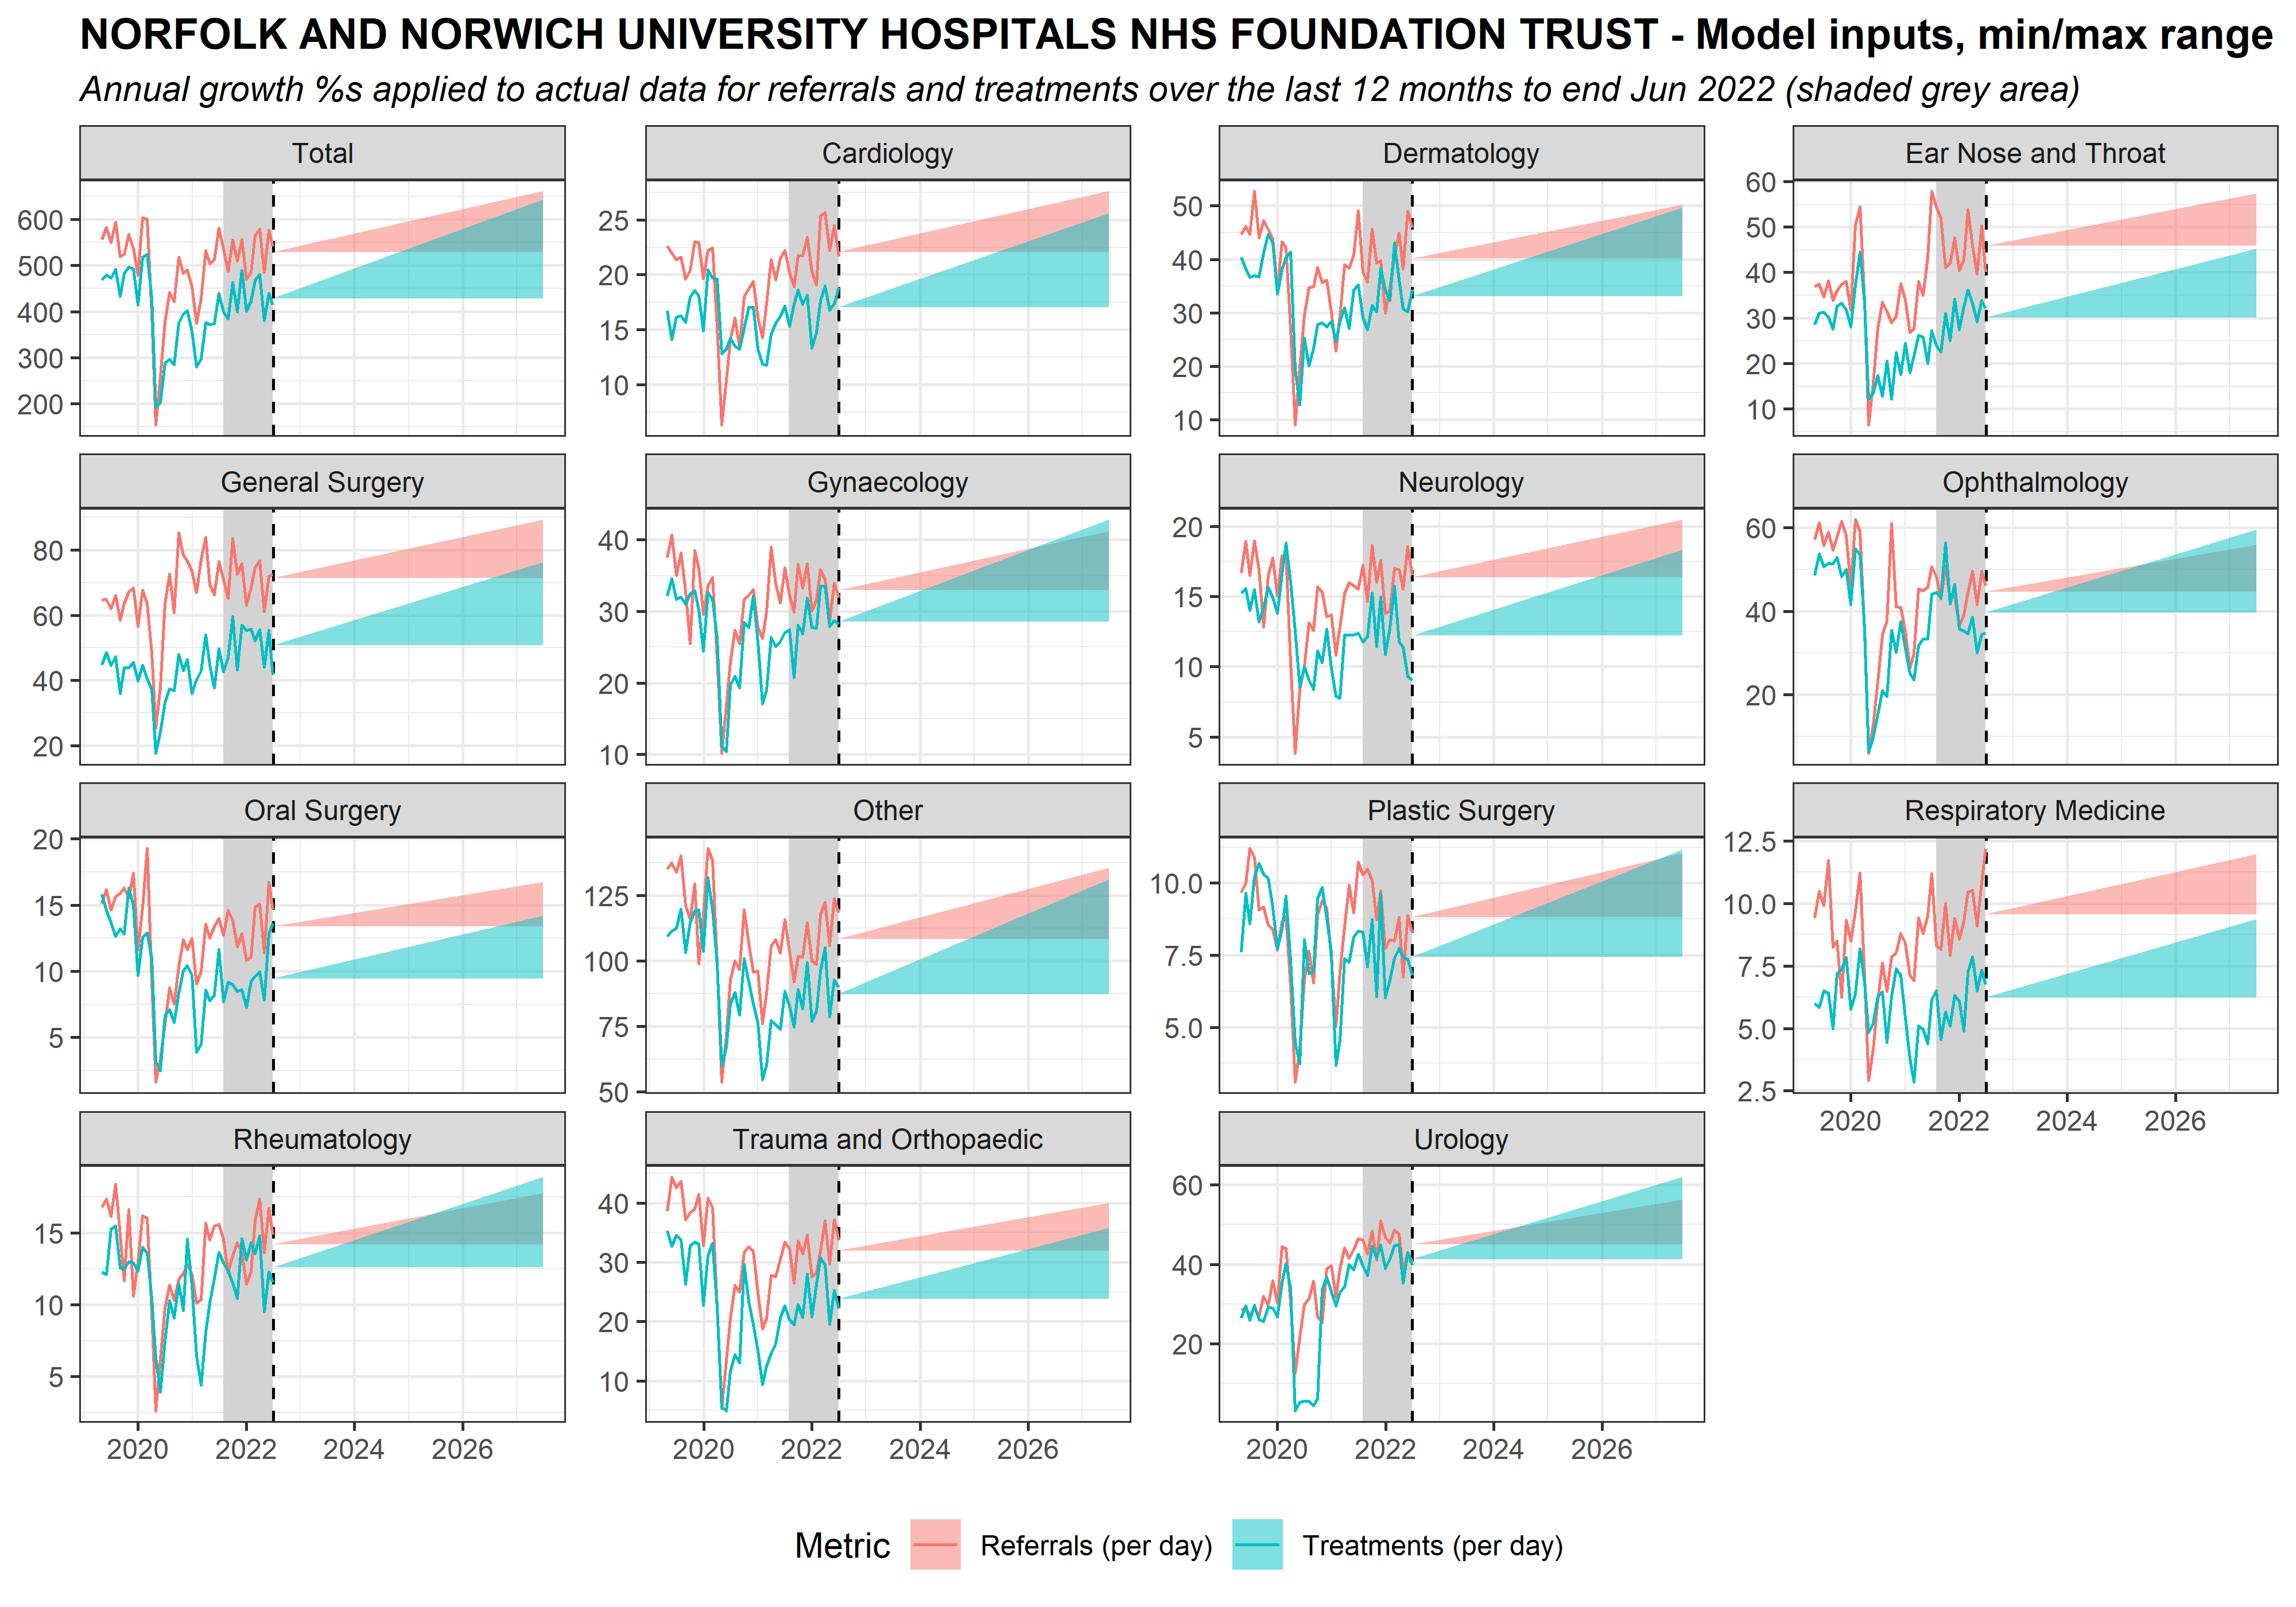 NORFOLK AND NORWICH UNIVERSITY HOSPITALS NHS FOUNDATION TRUST - Model inputs, min/max range
Annual growth %s applied to actual data for referrals and treatments over the last 12 months to end Jun 2022 (shaded grey area)
Total
600
500
400
300
200
Cardiology
25
20
15
10
Dermatology
50
40
30
20
10
Ear Nose and Throat
60
50
40
30
20
10
General Surgery
80
60
40
20
Gynaecology
40
30
20
10
Neurology
20
15
10
5
Ophthalmology
60
40
20
Oral Surgery
20
15
10
5
Other
125
100
75
50
Plastic Surgery
10.0
7.5
5.0
Respiratory Medicine
12.5
10.0
7.5
5.0
2.5
2020 2022 2024 2026
Rheumatology
15
10
5
2020 2022 2024 2026
Trauma and Orthopaedic
40
30
20
10
2020 2022 2024 2026
Urology
60
40
20
2020 2022 2024 2026
Metric Referrals (per day) Treatments (per day)